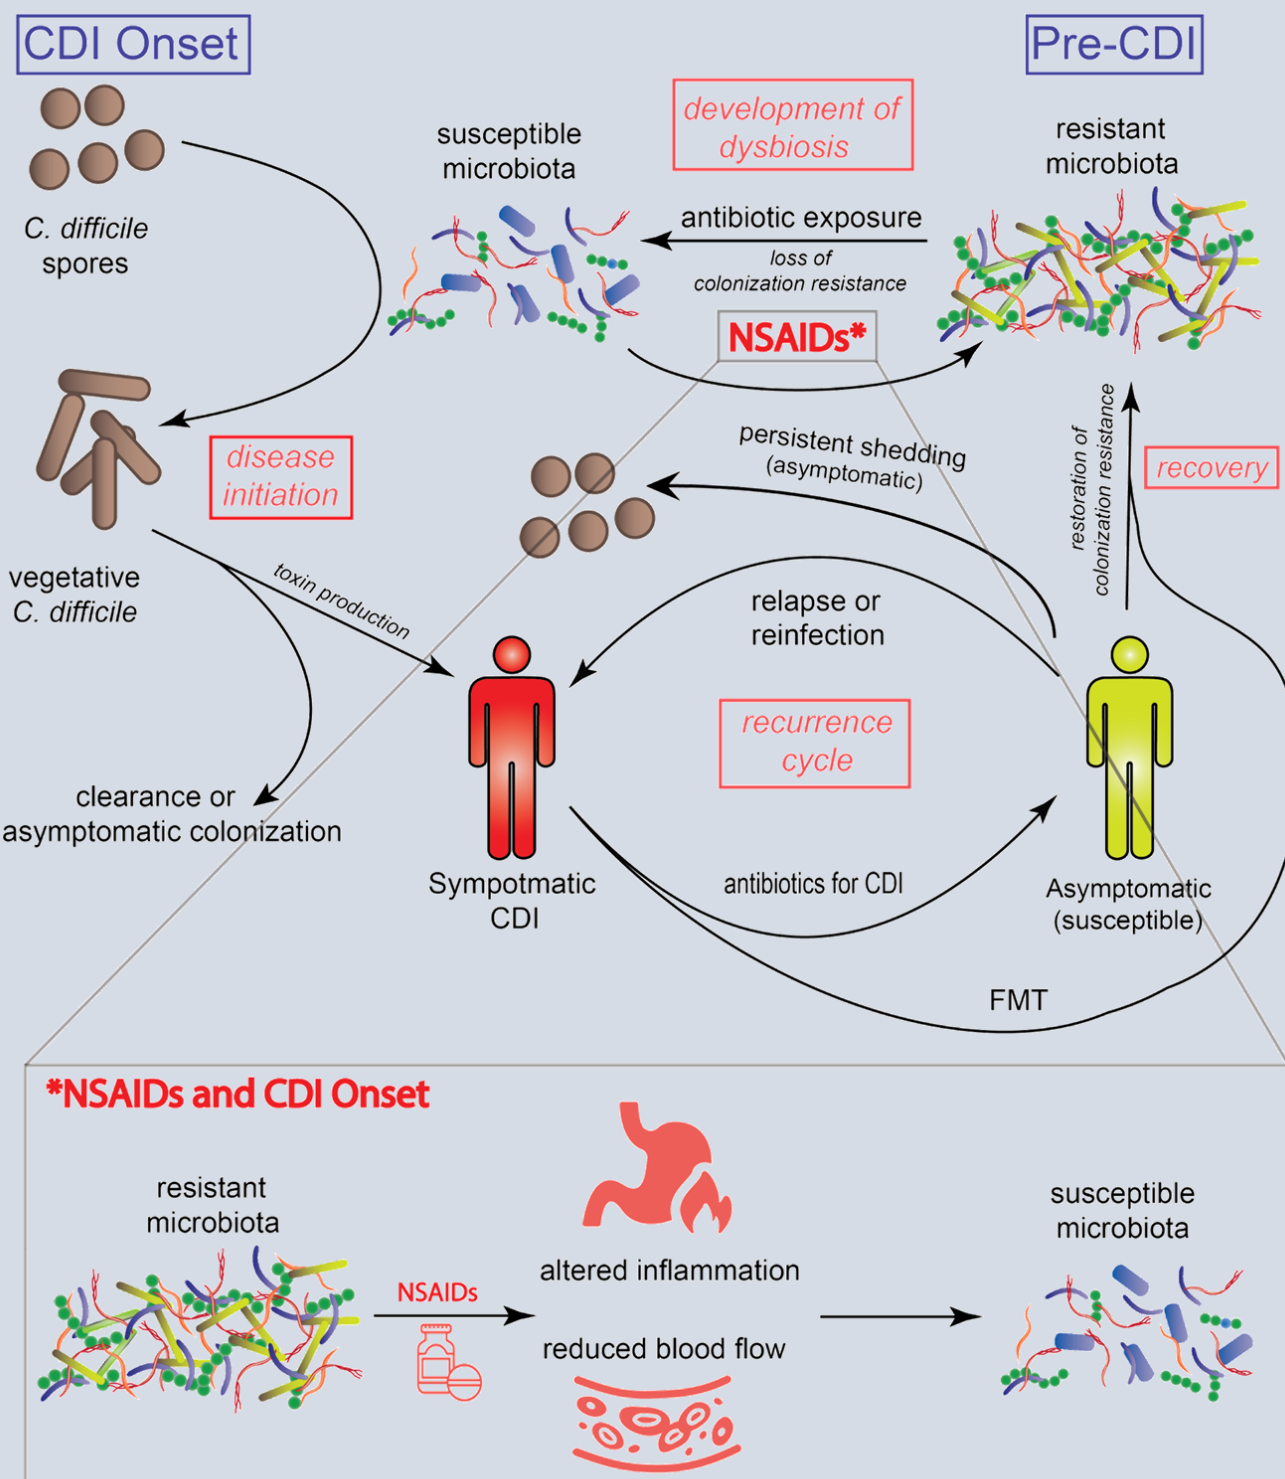 CDI Onset
Pre-CDI
development of
dysbiosis
susceptible
microbiota
resistant
microbiota
C. difficile
spores
antibiotic exposure
loss of
colonization resistance
NSAIDs*
persistent shedding
(asymptomatic)
restoration of
colonization resistance
recovery
disease
initiation
vegetative
C. difficile
toxin production
relapse or
reinfection
recurrence
cycle
clearance or
asymptomatic colonization
Sympotmatic
CDI
antibiotics for CDI
Asymptomatic
(susceptible)
FMT
*NSAIDs and CDI Onset
resistant
microbiota
NSAIDs
altered inflammation
reduced blood flow
susceptible
microbiota